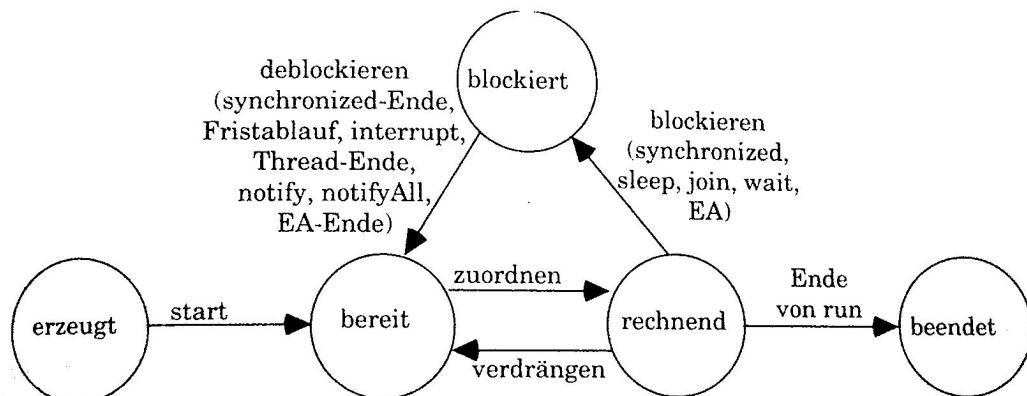 blockiert
deblockieren
(synchronized-Ende,
Fristablauf, interrupt,
Thread-Ende,
notify, notifyAll,
EA-Ende)
blockieren
(synchronized,
sleep, join, wait,
EA)
erzeugt
start
bereit
zuordnen
verdrängen
rechnend
Ende
von run
beendet